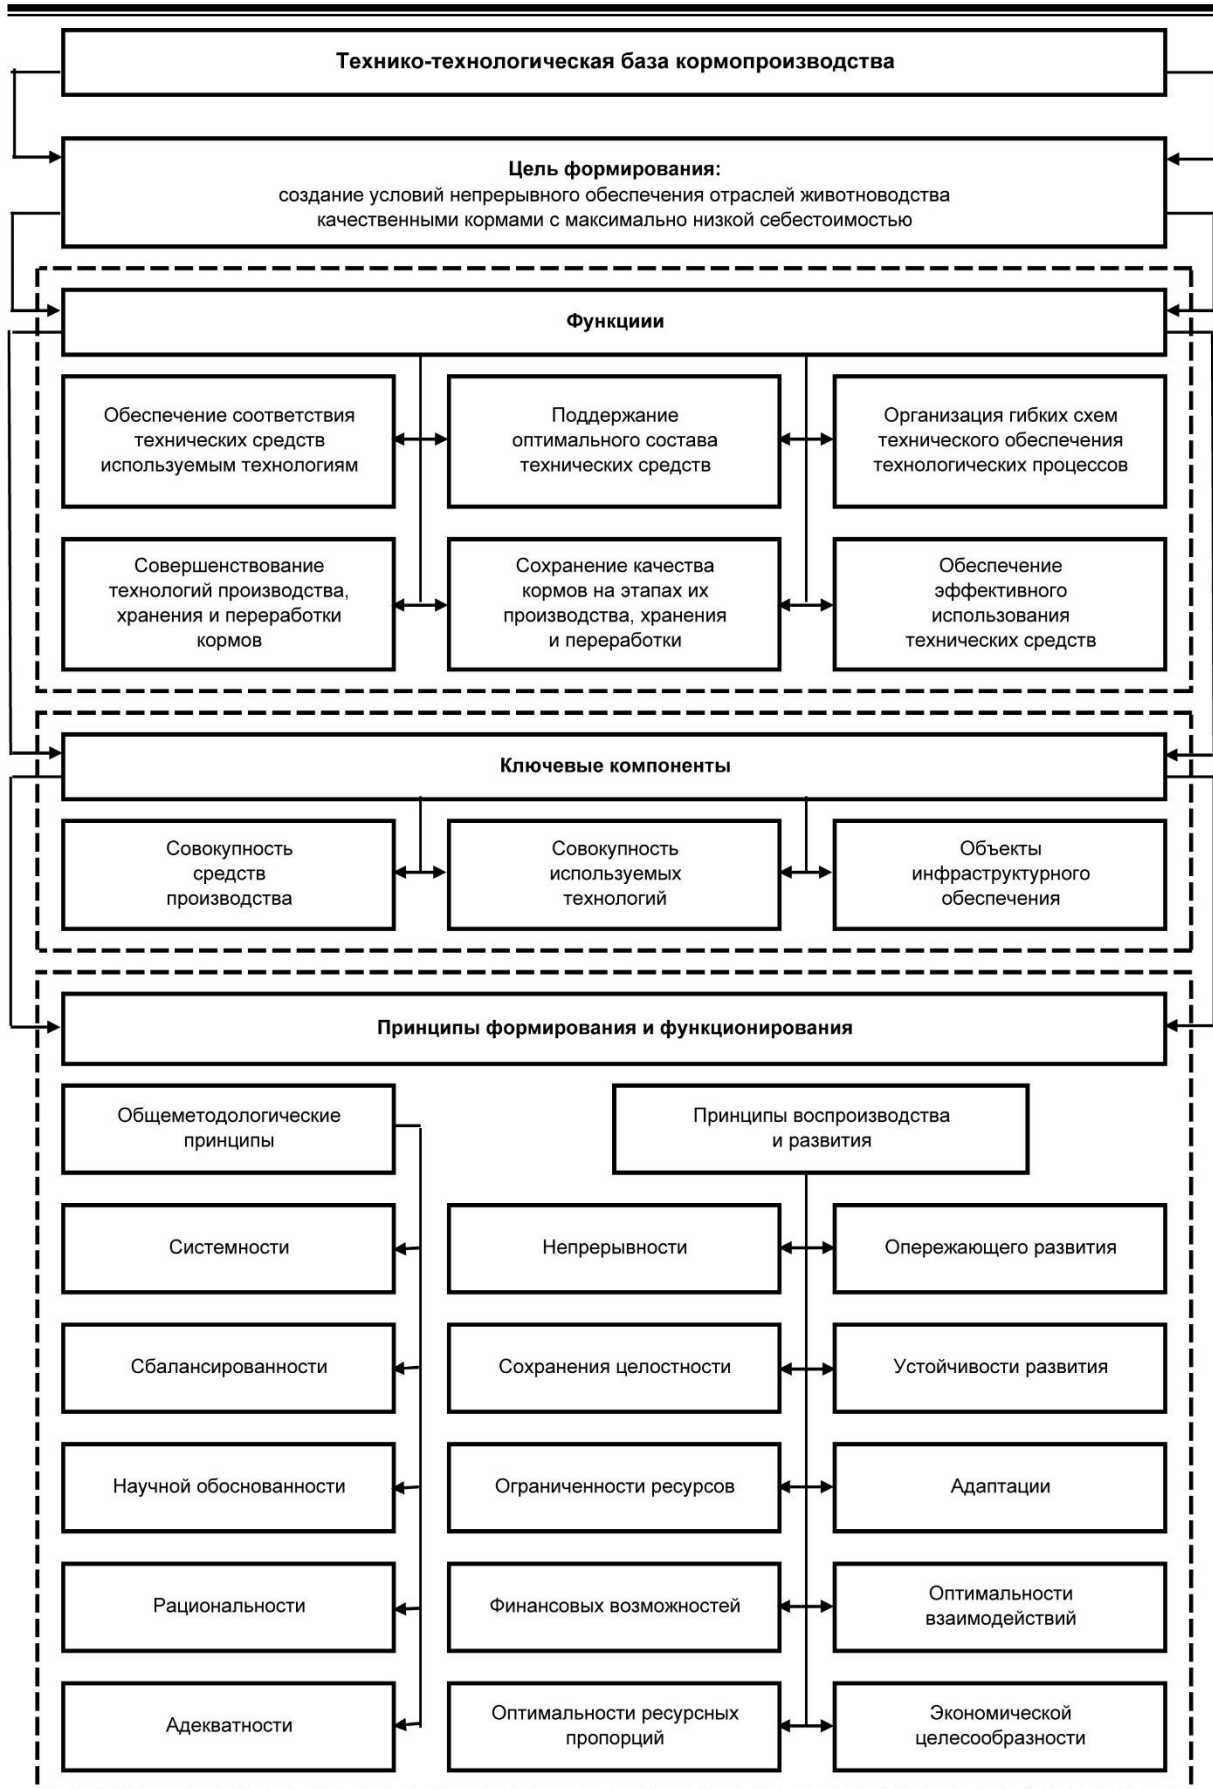 Технико-технологическая база кормопроизводства
Цель формирования:
создание условий непрерывного обеспечения отраслей животноводства
качественными кормами с максимально низкой себестоимостью
Функциии
Обеспечение соответствия
технических средств
используемым технологиям
Поддержание
оптимального состава
технических средств
Организация гибких схем
технического обеспечения
технологических процессов
Совершенствование
технологий производства,
хранения и переработки
кормов
Сохранение качества
кормов на этапах их
производства, хранения
и переработки
Обеспечение
эффективного
использования
технических средств
Ключевые компоненты
Совокупность
средств
производства
Совокупность
используемых
технологий
Объекты
инфраструктурного
обеспечения
Принципы формирования и функционирования
Общеметодологические
принципы
Принципы воспроизводства
и развития
Системности
Непрерывности
Опережающего развития
Сбалансированности
Сохранения целостности
Устойчивости развития
Научной обоснованности
Ограниченности ресурсов
Адаптации
Рациональности
Финансовых возможностей
Оптимальности
взаимодействий
Адекватности
Оптимальности ресурсных
пропорций
Экономической
целесообразности